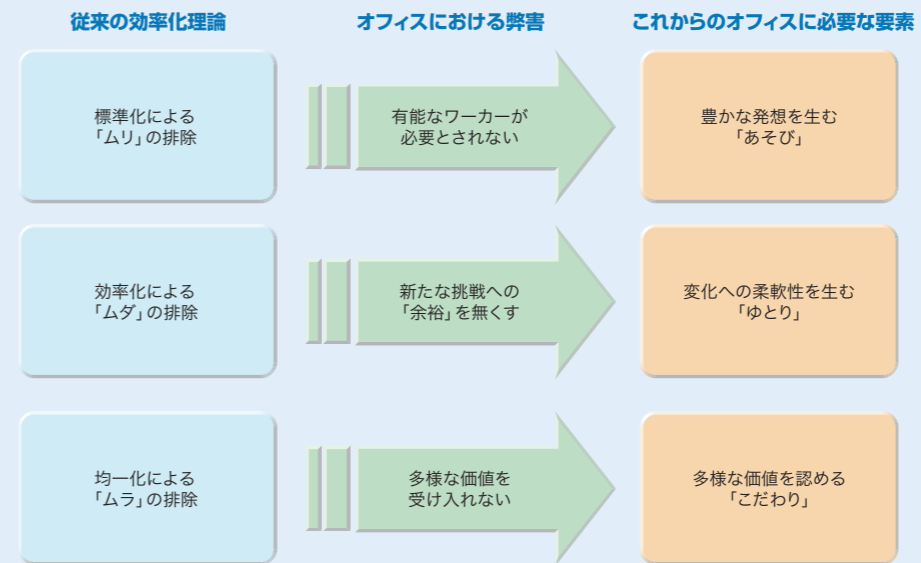 従来の効率化理論
オフィスにおける弊害
これからのオフィスに必要な要素
標準化による
「ムリ」の排除
有能なワーカーが
必要とされない
豊かな発想を生む
「あそび」
効率化による
「ムダ」の排除
新たな挑戦への
「余裕」を無くす
変化への柔軟性を生む
「ゆとり」
均一化による
「ムラ」の排除
多様な価値を
受け入れない
多様な価値を認める
「こだわり」